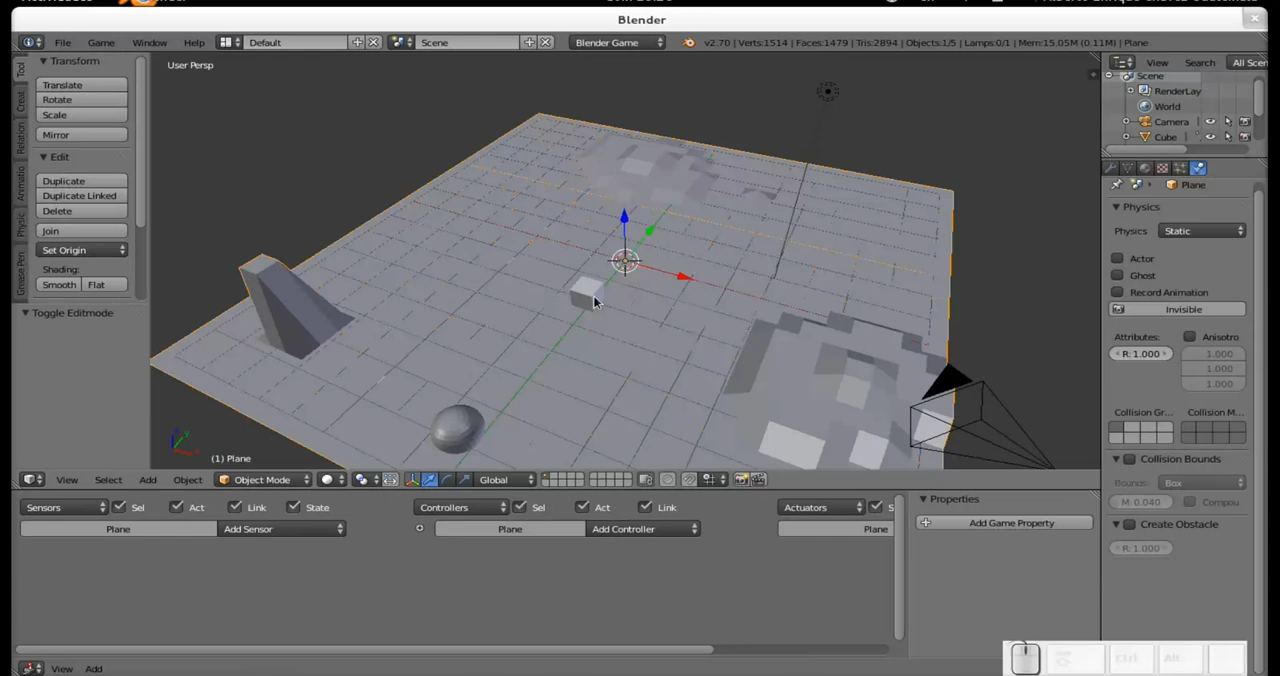 Blender
File Game Window Help Default Scene Blender Game v2.70 | Verts:1514 | Faces:1479 | Tris:2894 | Objects:1/5 | Lamps:0/1 | Mem:15.05M (0.11M) | Plane
Transform
Translate
Rotate
Scale
Mirror
Edit
Duplicate
Duplicate Linked
Delete
Join
Set Origin
Shading:
Smooth Flat
Toggle Editmode
Tool
Creat
Relation
Animatio
Physic
Grease Pen
User Persp
(1) Plane
View Select Add Object Object Mode Global
View Search All Scen
Scene
RenderLay
World
Camera
Cube
Plane
Physics
Physics: Static
Actor
Ghost
Record Animation
Invisible
Attributes: Anisotro
R: 1.000 1.000
1.000
1.000
Collision Gr... Collision M...
Collision Bounds
Bounds: Box
M: 0.040 Compou
Create Obstacle
R: 1.000
Sensors Sel Act Link State Controllers Sel Act Link Actuators S
Plane Add Sensor Plane Add Controller Plane
Properties
Add Game Property
View Add
Ctrl Alt